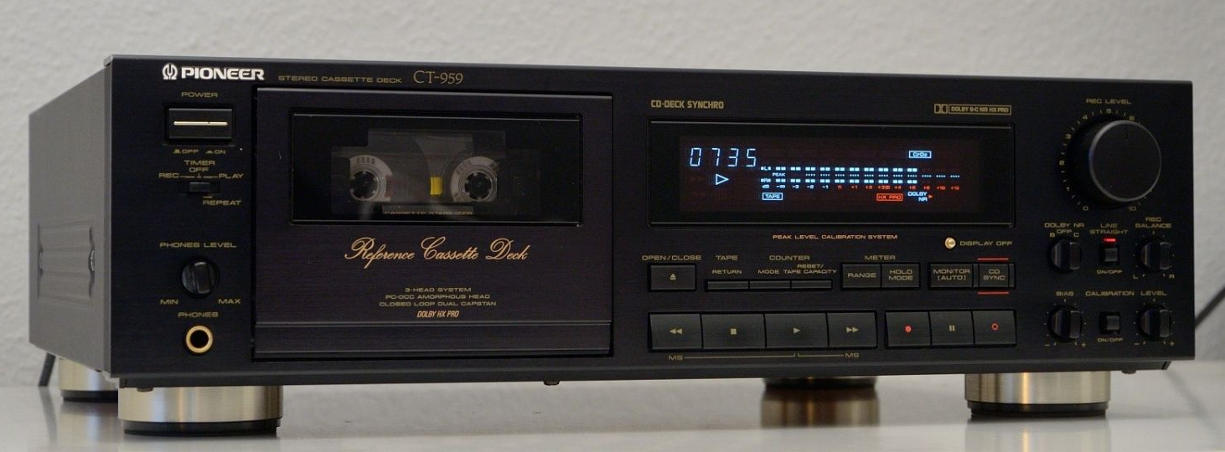 PIONEER STEREO CASSETTE DECK CT-959
POWER
OFF ON
TIMER
OFF
REC PLAY
REPEAT
PHONES LEVEL
MIN MAX
PHONES
Reference Cassette Deck
3-HEAD SYSTEM
PC-OCC AMORPHOUS HEAD
CLOSED LOOP DUAL CAPSTAN
DOLBY HX PRO
CD-DECK SYNCHRO
DOLBY B-C NR HX PRO
0735
CrO2
PEAK
TAPE
HX PRO
DOLBY
NR
PEAK LEVEL CALIBRATION SYSTEM
DISPLAY OFF
OPEN/CLOSE
TAPE
RETURN
COUNTER
MODE
RESET/
TAPE CAPACITY
METER
RANGE
HOLD
MODE
MONITOR
(AUTO)
CD
SYNC
MS MS
REC LEVEL
0 10
DOLBY NR
OFF
B C
LINE
STRAIGHT
ON/OFF
REC
BALANCE
L R
BIAS CALIBRATION LEVEL
- + - +
ON/OFF